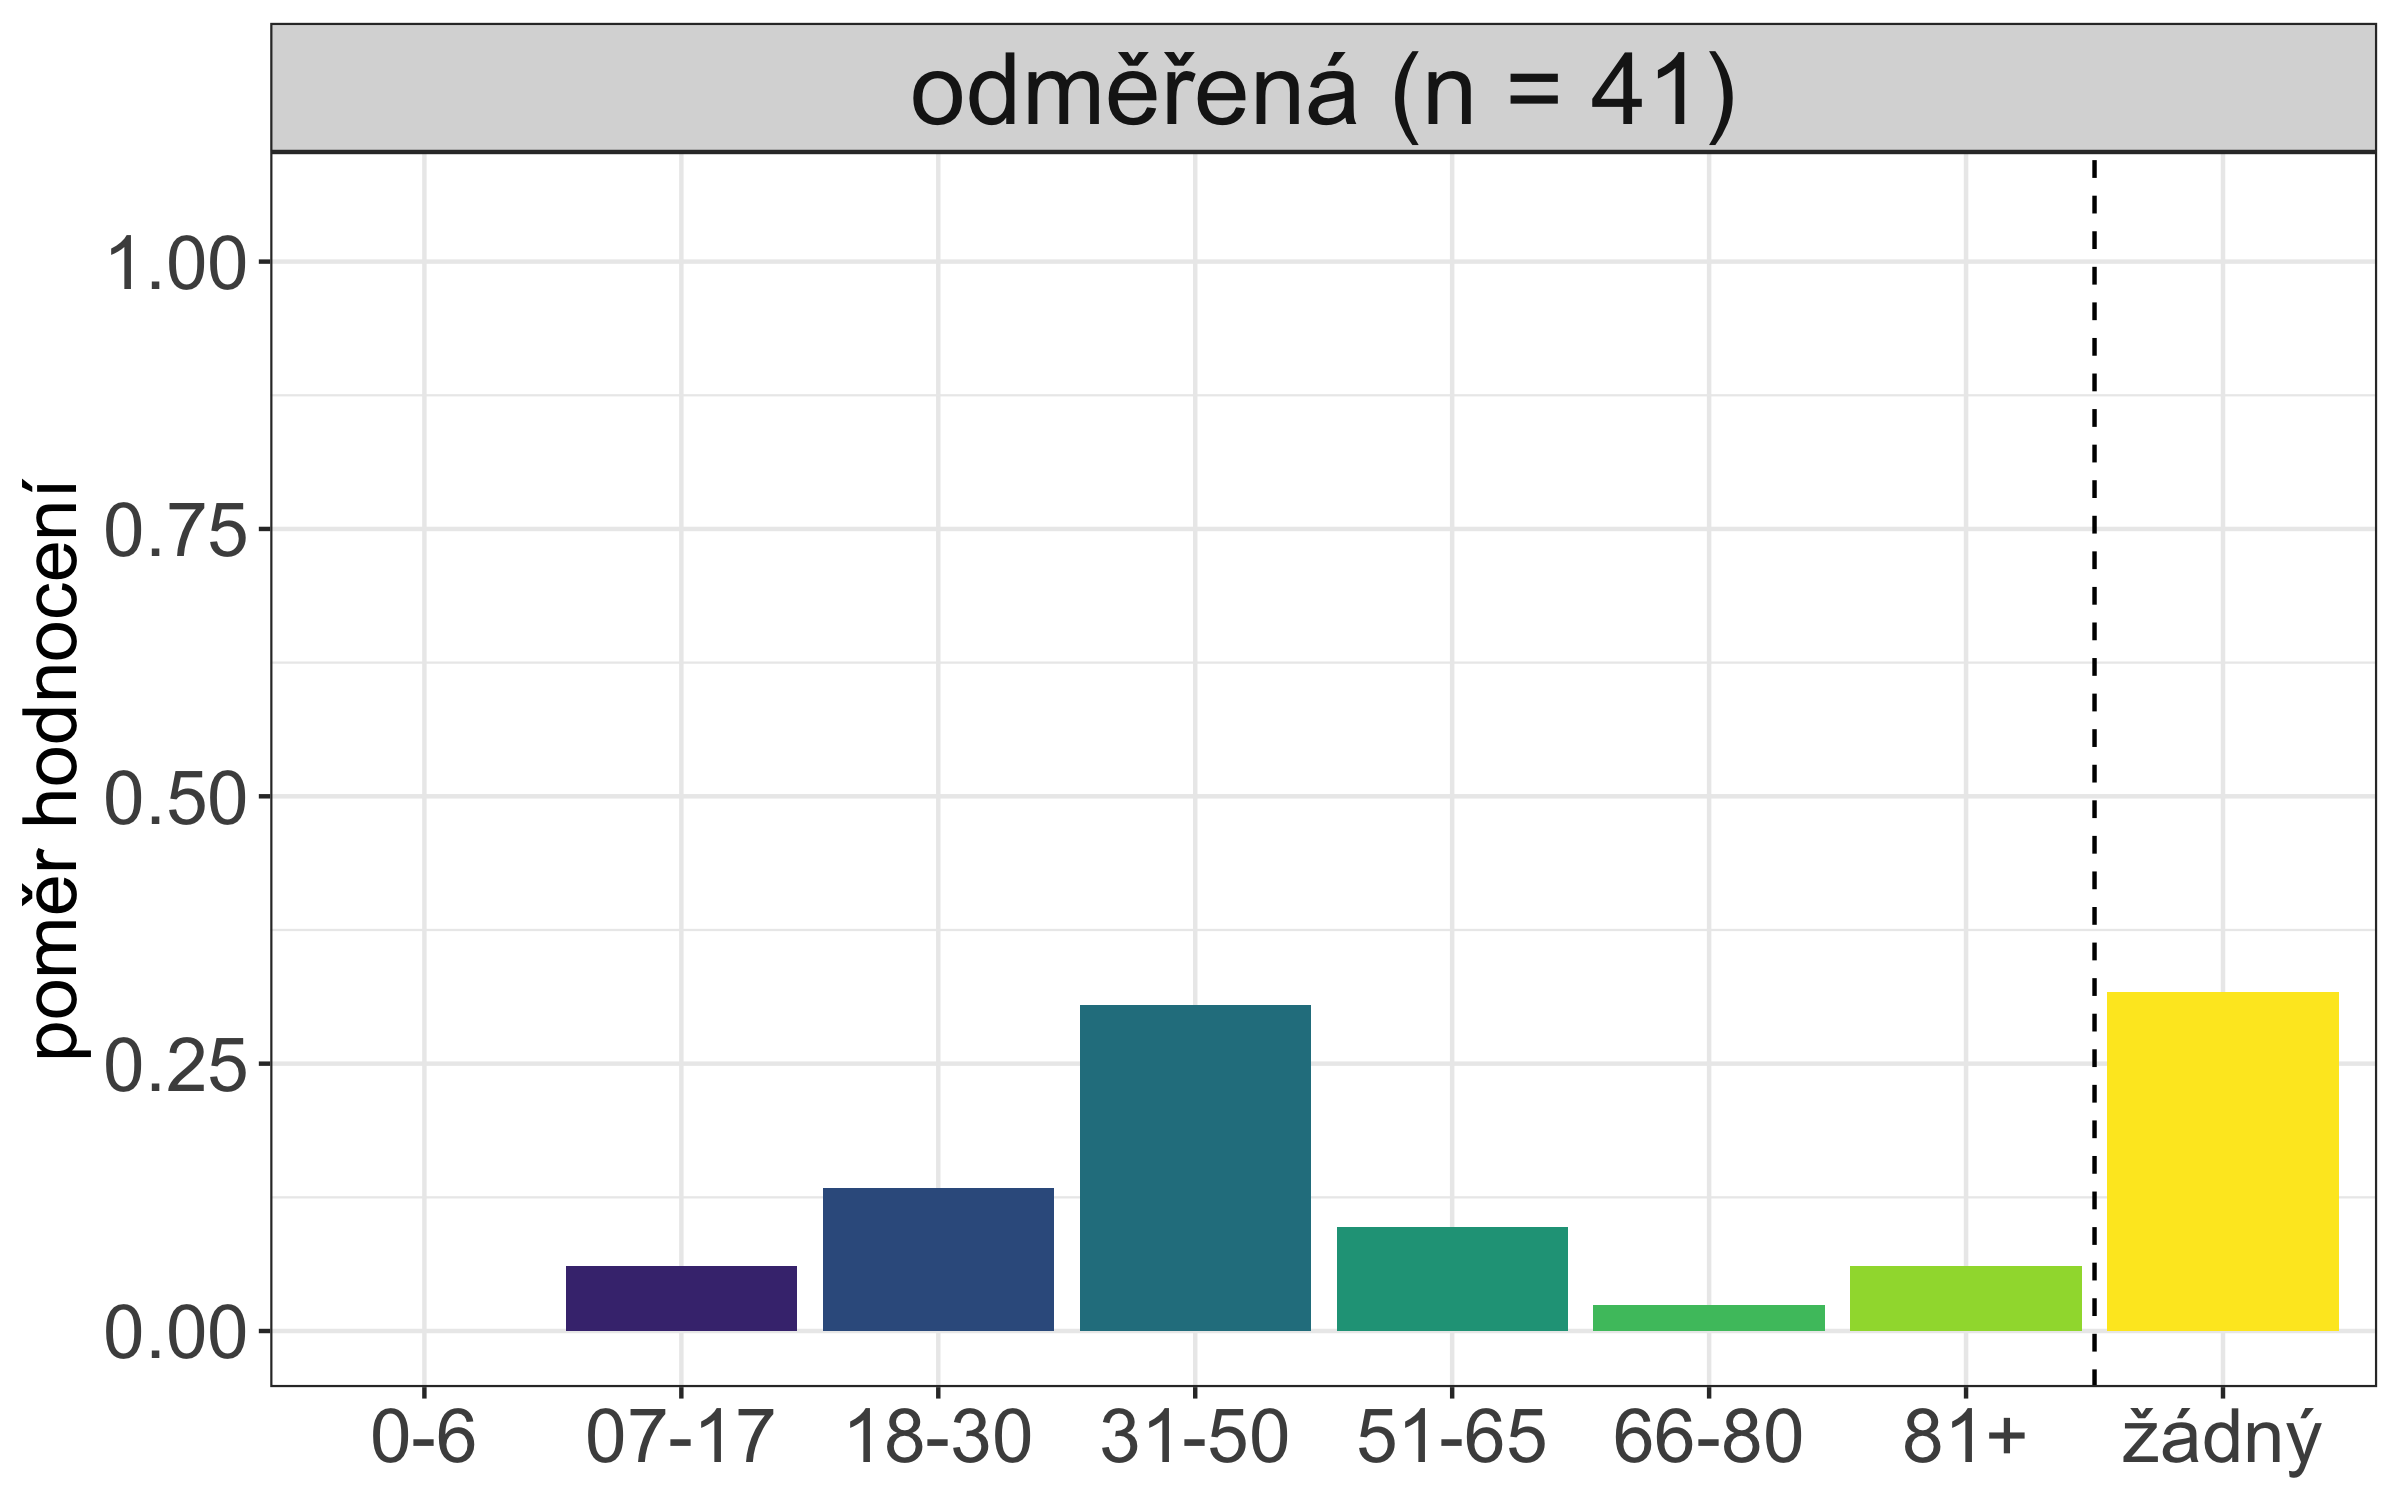 odměřená (n = 41)
poměr hodnocení
1.00
0.75
0.50
0.25
0.00
0-6 07-17 18-30 31-50 51-65 66-80 81+ žádný